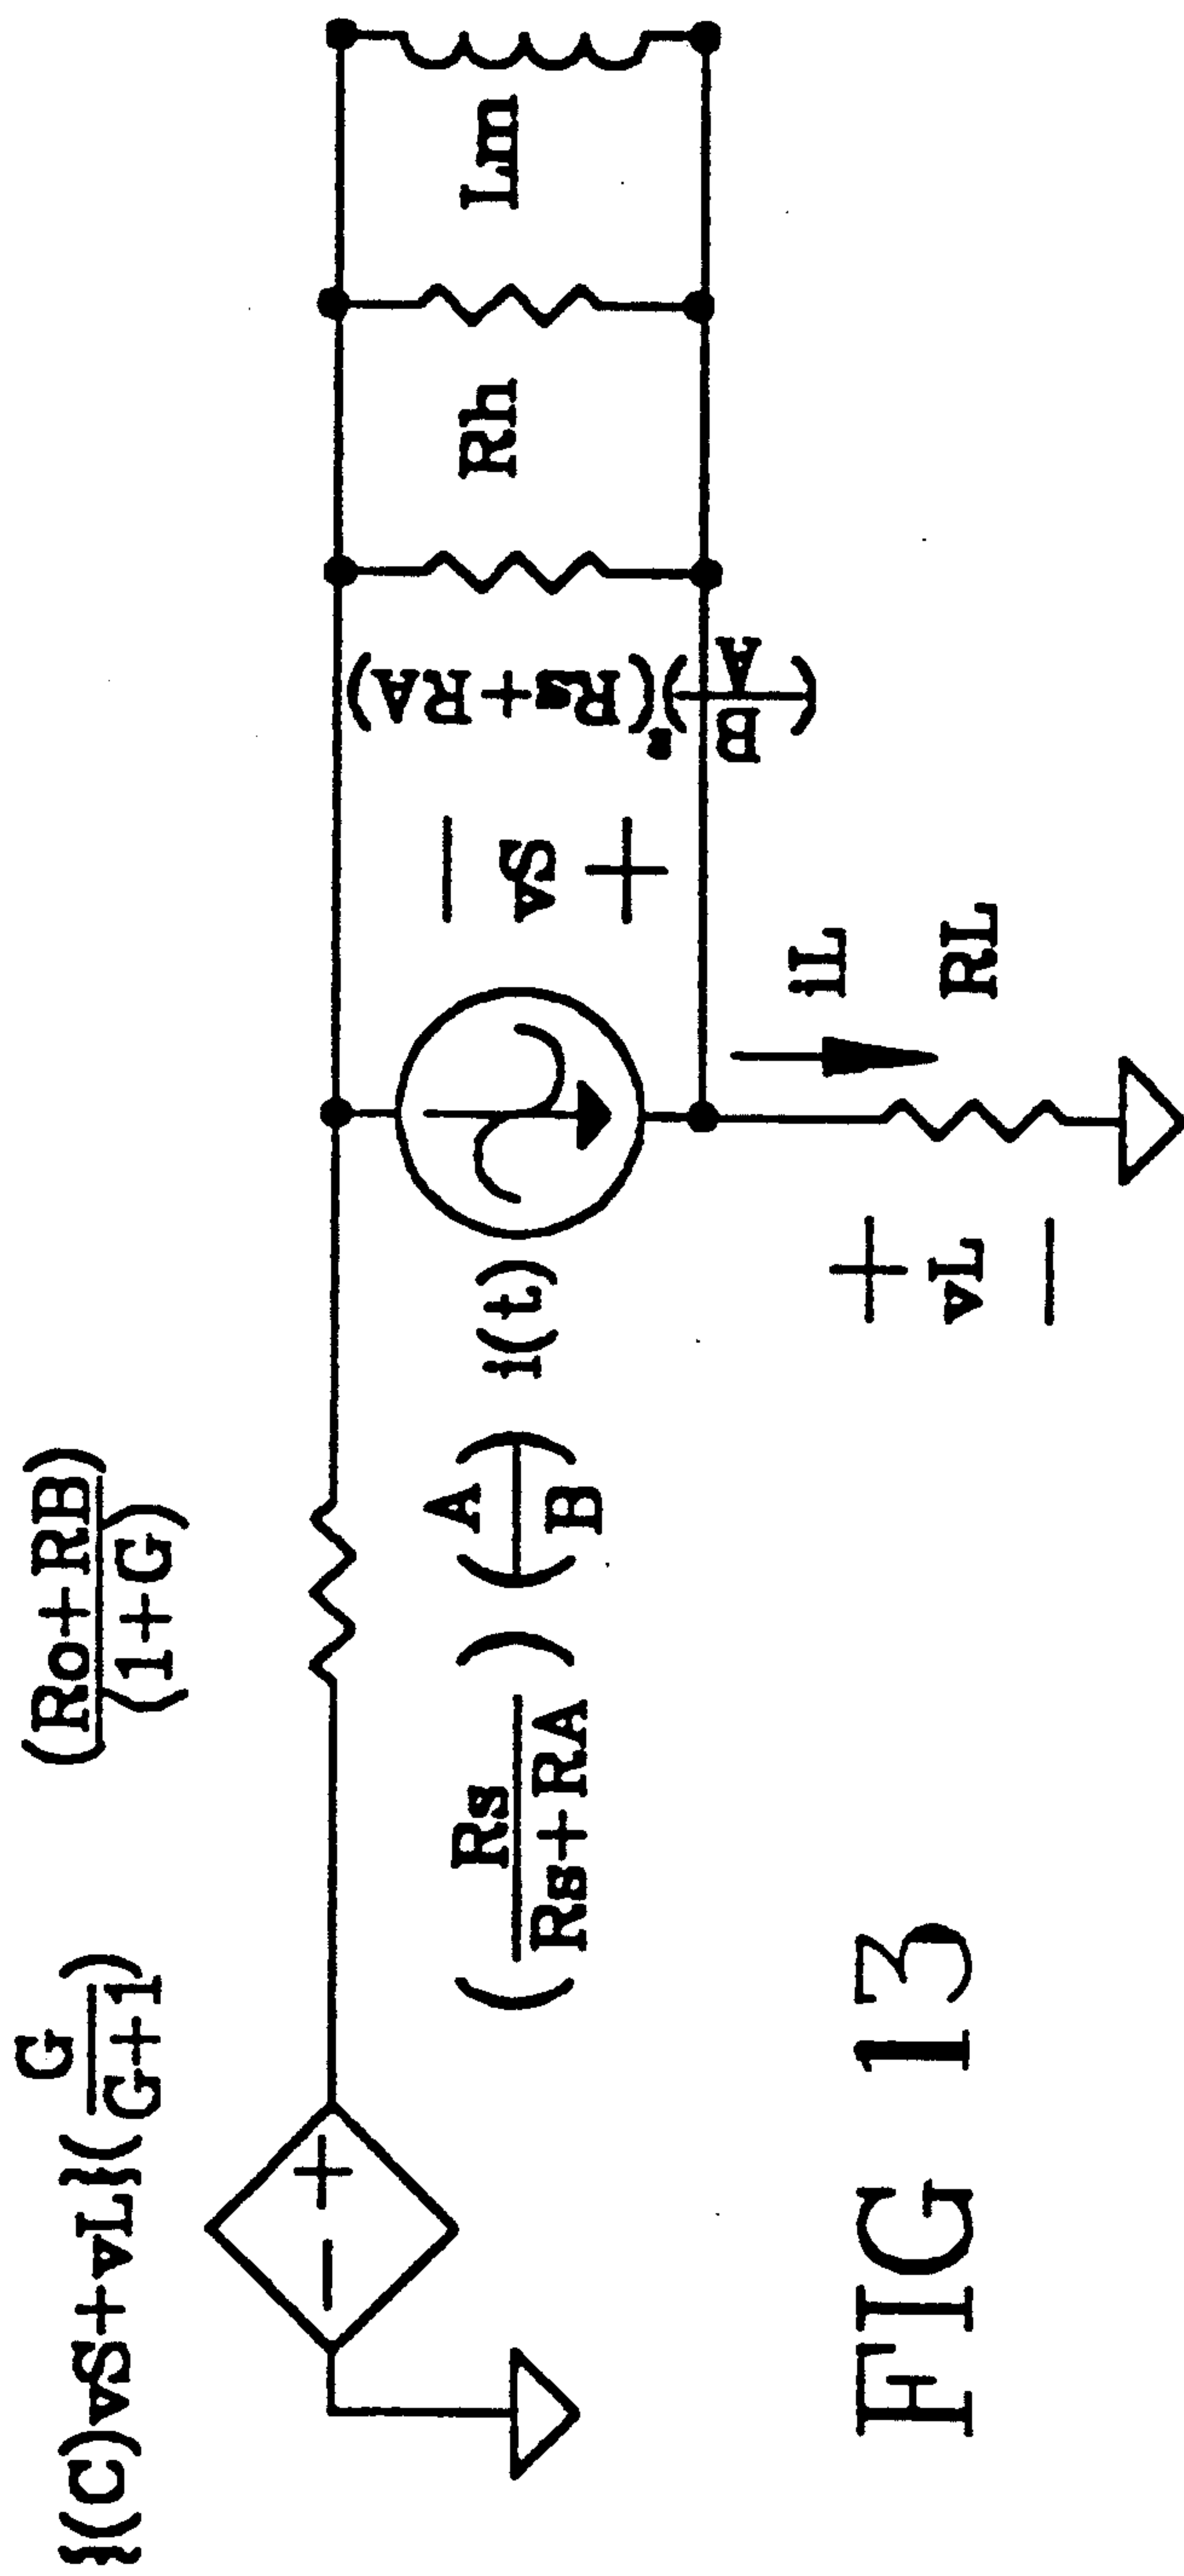 {(C)vS+vL}(G/G+1)
(Ro+RB)
(1+G)
(Rs/Rs+RA)(A/B) i(t)
− vS +
(B/A)²(Rs+RA)
Rh
Lm
+ vL −
iL
RL
− +
FIG 13